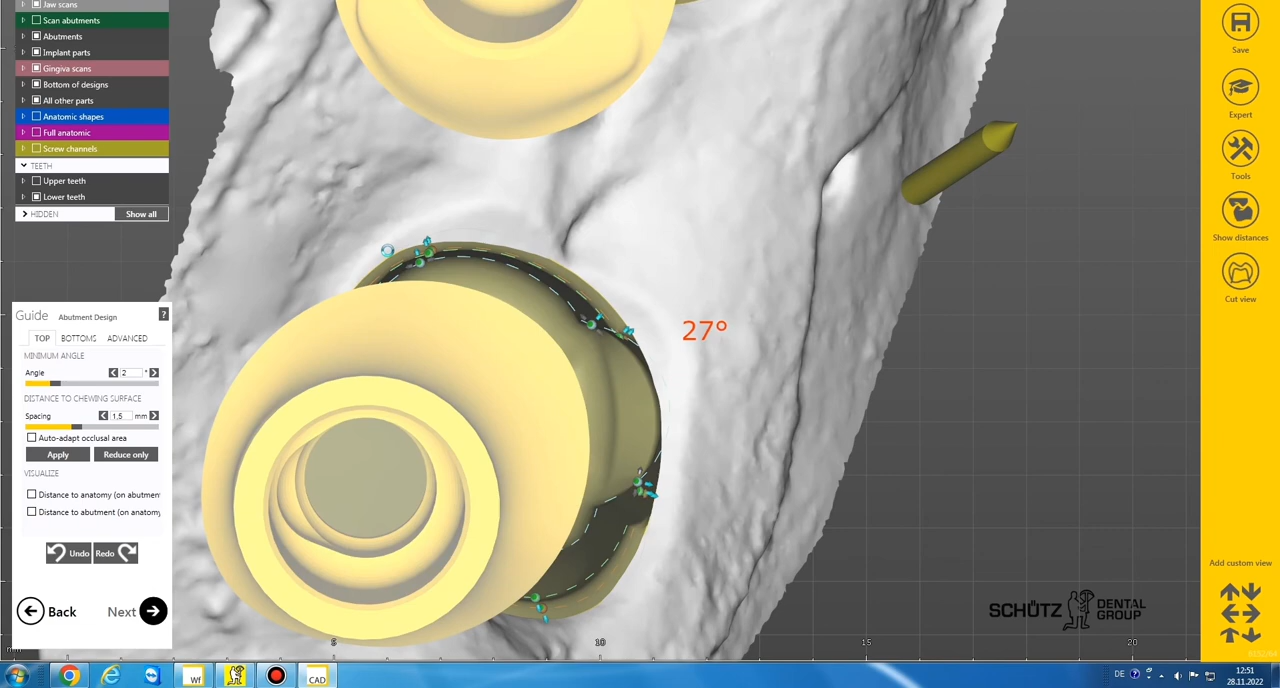 Jaw scans
Scan abutments
Abutments
Implant parts
Gingiva scans
Bottom of designs
All other parts
Anatomic shapes
Full anatomic
Screw channels
TEETH
Upper teeth
Lower teeth
HIDDEN Show all
Guide Abutment Design ?
TOP BOTTOMS ADVANCED
MINIMUM ANGLE
Angle 2 °
DISTANCE TO CHEWING SURFACE
Spacing 1,5 mm
Auto-adapt occlusal area
Apply Reduce only
VISUALIZE
Distance to anatomy (on abutment
Distance to abutment (on anatomy
Undo Redo
Back Next
27°
Save
Expert
Tools
Show distances
Cut view
Add custom view
SCHÜTZ DENTAL
GROUP
5 10 15 20
Wf CAD
DE 12:51
28.11.2022